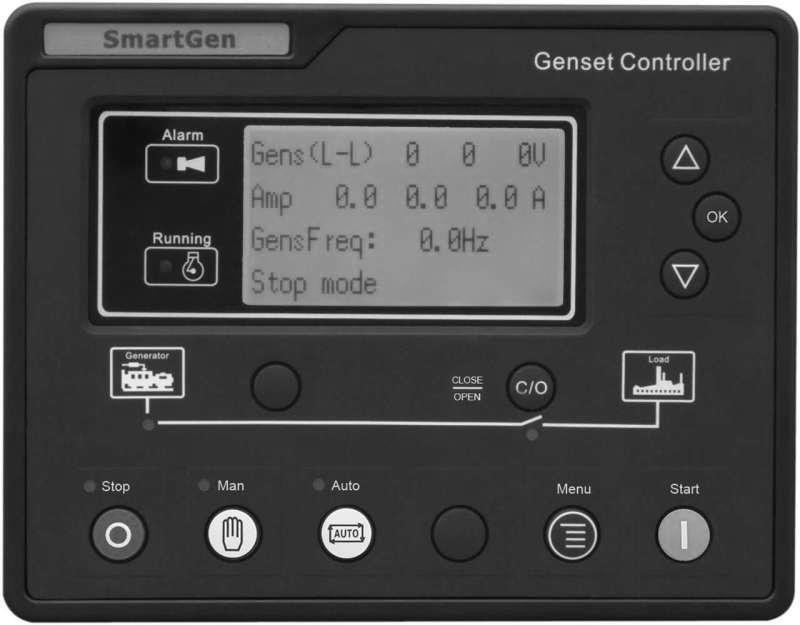 SmartGen
Genset Controller
Alarm
Gens(L-L) 0 0 0V
Amp 0.0 0.0 0.0 A
Running
GensFreq: 0.0Hz
Stop mode
OK
Generator
CLOSE
OPEN
C/O
Load
Stop
Man
Auto
Menu
Start
AUTO